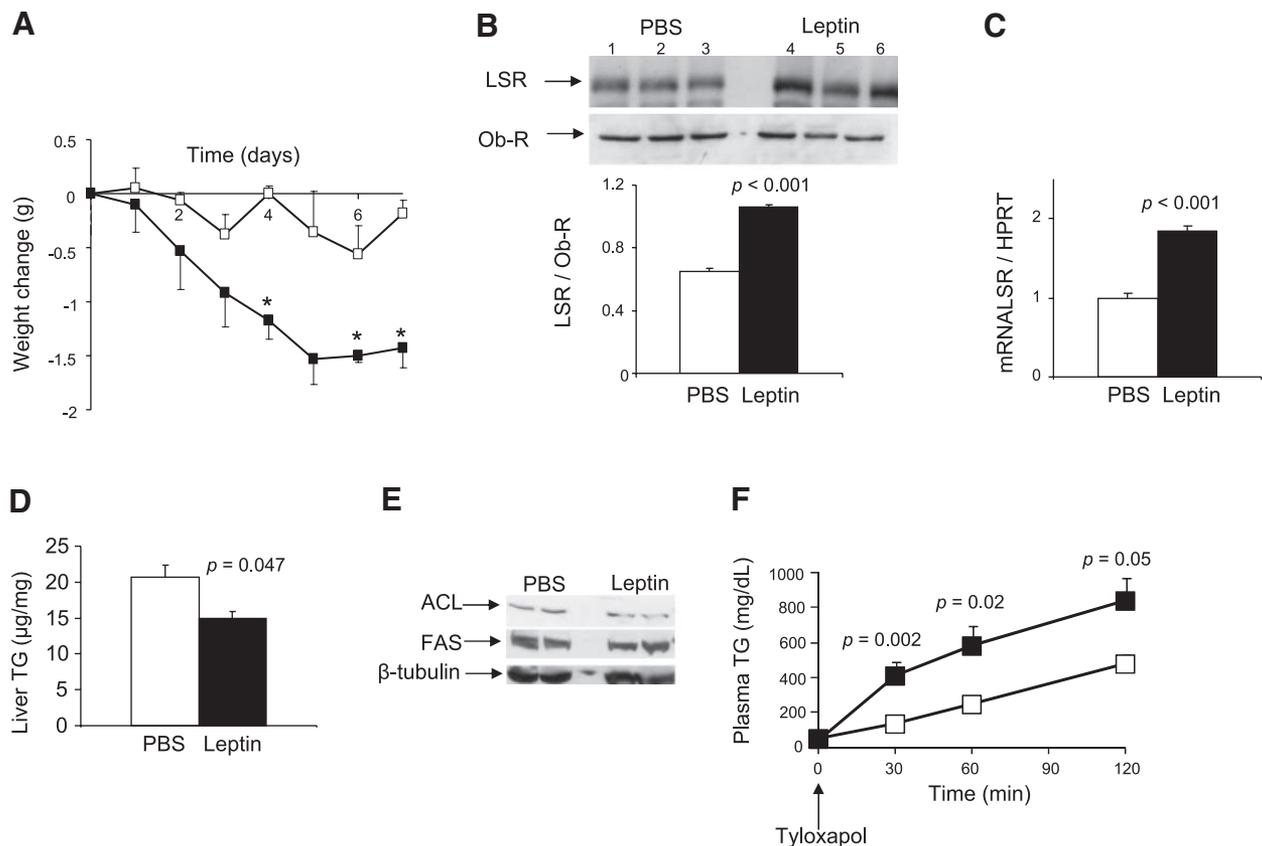 A
Time (days)
Weight change (g)
0.5
0
-0.5
-1
-1.5
-2
2
4
6
*
*
*
B
PBS
Leptin
1
2
3
4
5
6
LSR
Ob-R
LSR / Ob-R
1.2
0.8
0.4
0
p < 0.001
PBS
Leptin
C
mRNALSR / HPRT
2
1
0
p < 0.001
PBS
Leptin
D
Liver TG (µg/mg)
25
20
15
10
5
0
p = 0.047
PBS
Leptin
E
PBS
Leptin
ACL
FAS
β-tubulin
F
Plasma TG (mg/dL)
1000
800
600
400
200
0
p = 0.002
p = 0.02
p = 0.05
0
30
60
90
120
Time (min)
Tyloxapol